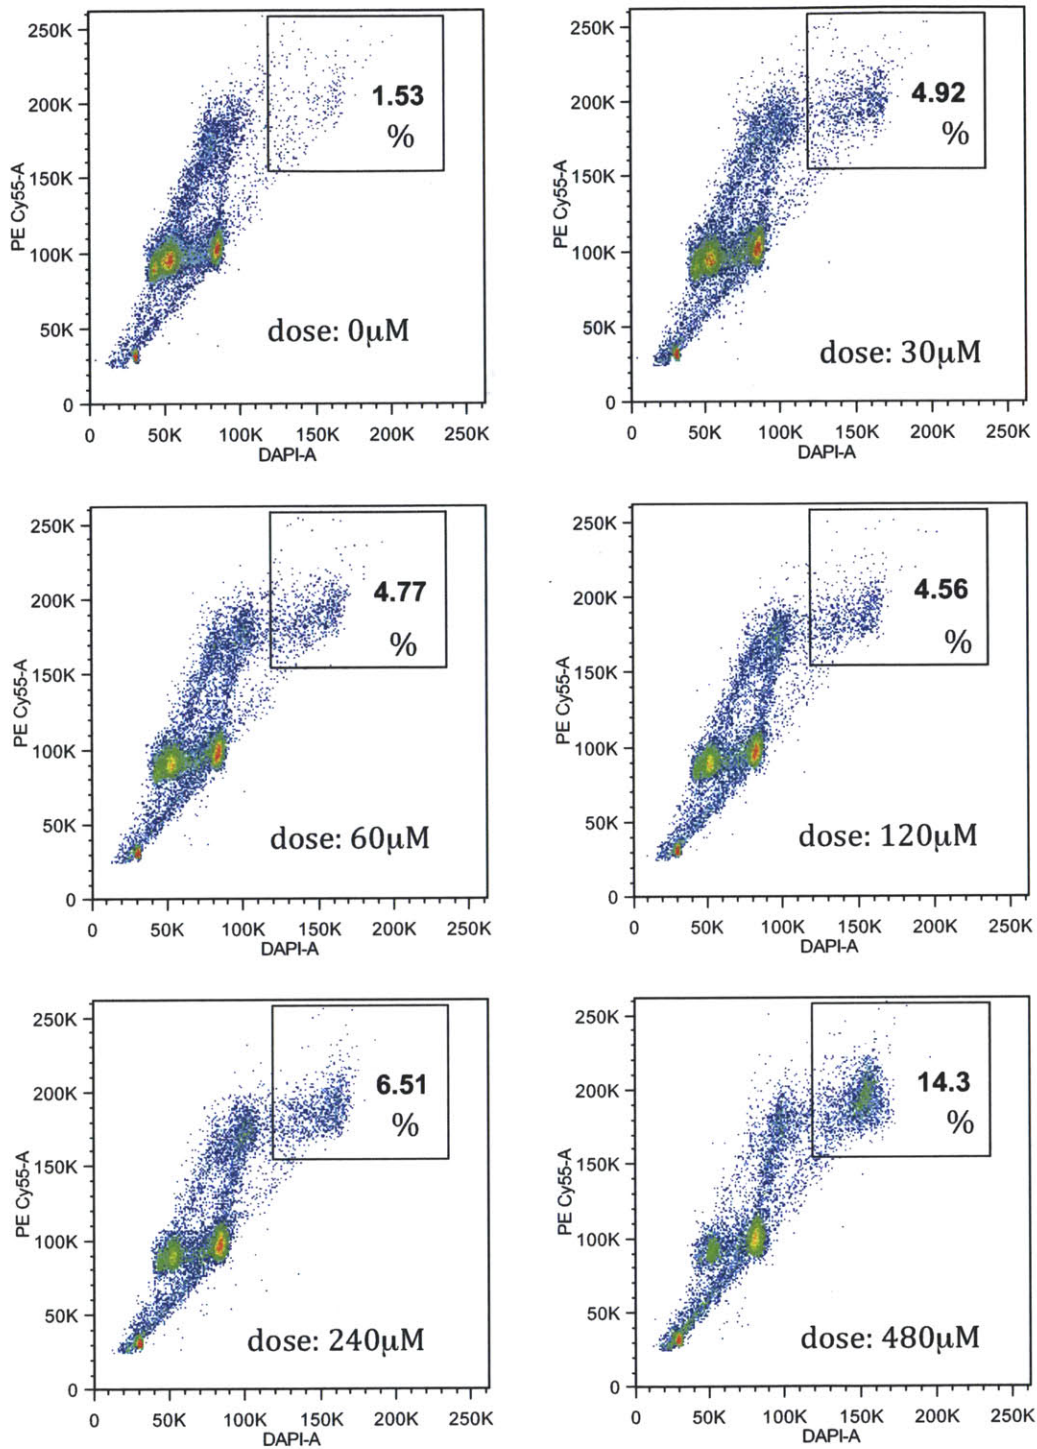 250K
200K
150K
100K
50K
0
PE Cy55-A
1.53
%
dose: 0μM
0 50K 100K 150K 200K 250K
DAPI-A
250K
200K
150K
100K
50K
0
PE Cy55-A
4.92
%
dose: 30μM
0 50K 100K 150K 200K 250K
DAPI-A
250K
200K
150K
100K
50K
0
PE Cy55-A
4.77
%
dose: 60μM
0 50K 100K 150K 200K 250K
DAPI-A
250K
200K
150K
100K
50K
0
PE Cy55-A
4.56
%
dose: 120μM
0 50K 100K 150K 200K 250K
DAPI-A
250K
200K
150K
100K
50K
0
PE Cy55-A
6.51
%
dose: 240μM
0 50K 100K 150K 200K 250K
DAPI-A
250K
200K
150K
100K
50K
0
PE Cy55-A
14.3
%
dose: 480μM
0 50K 100K 150K 200K 250K
DAPI-A